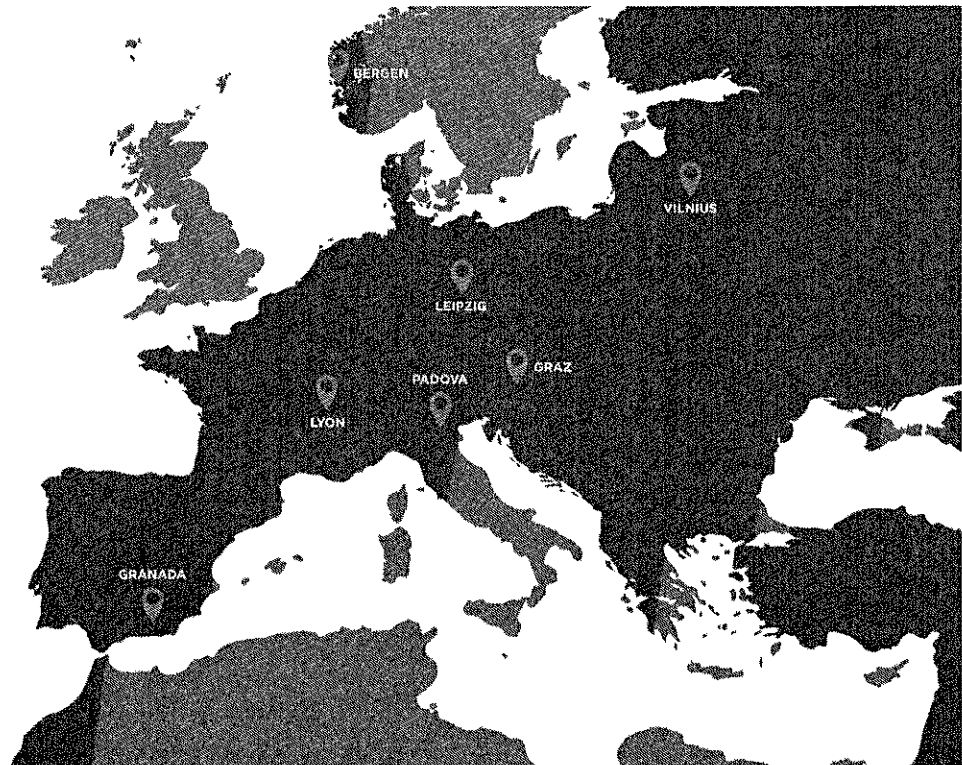 BERGEN
VILNIUS
LEIPZIG
GRAZ
PADOVA
LYON
GRANADA